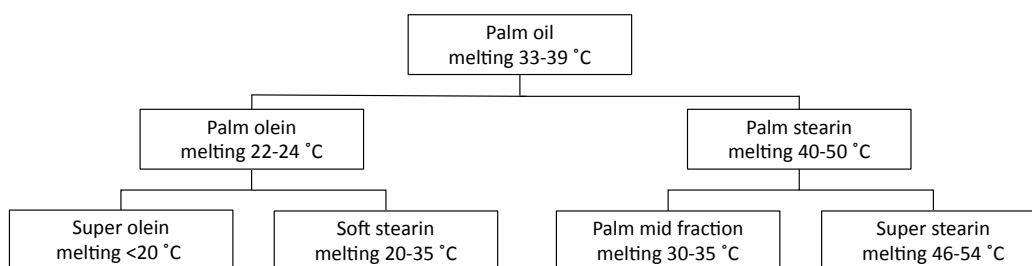 Palm oil
melting 33-39 ˚C
Palm olein
melting 22-24 ˚C
Palm stearin
melting 40-50 ˚C
Super olein
melting <20 ˚C
Soft stearin
melting 20-35 ˚C
Palm mid fraction
melting 30-35 ˚C
Super stearin
melting 46-54 ˚C